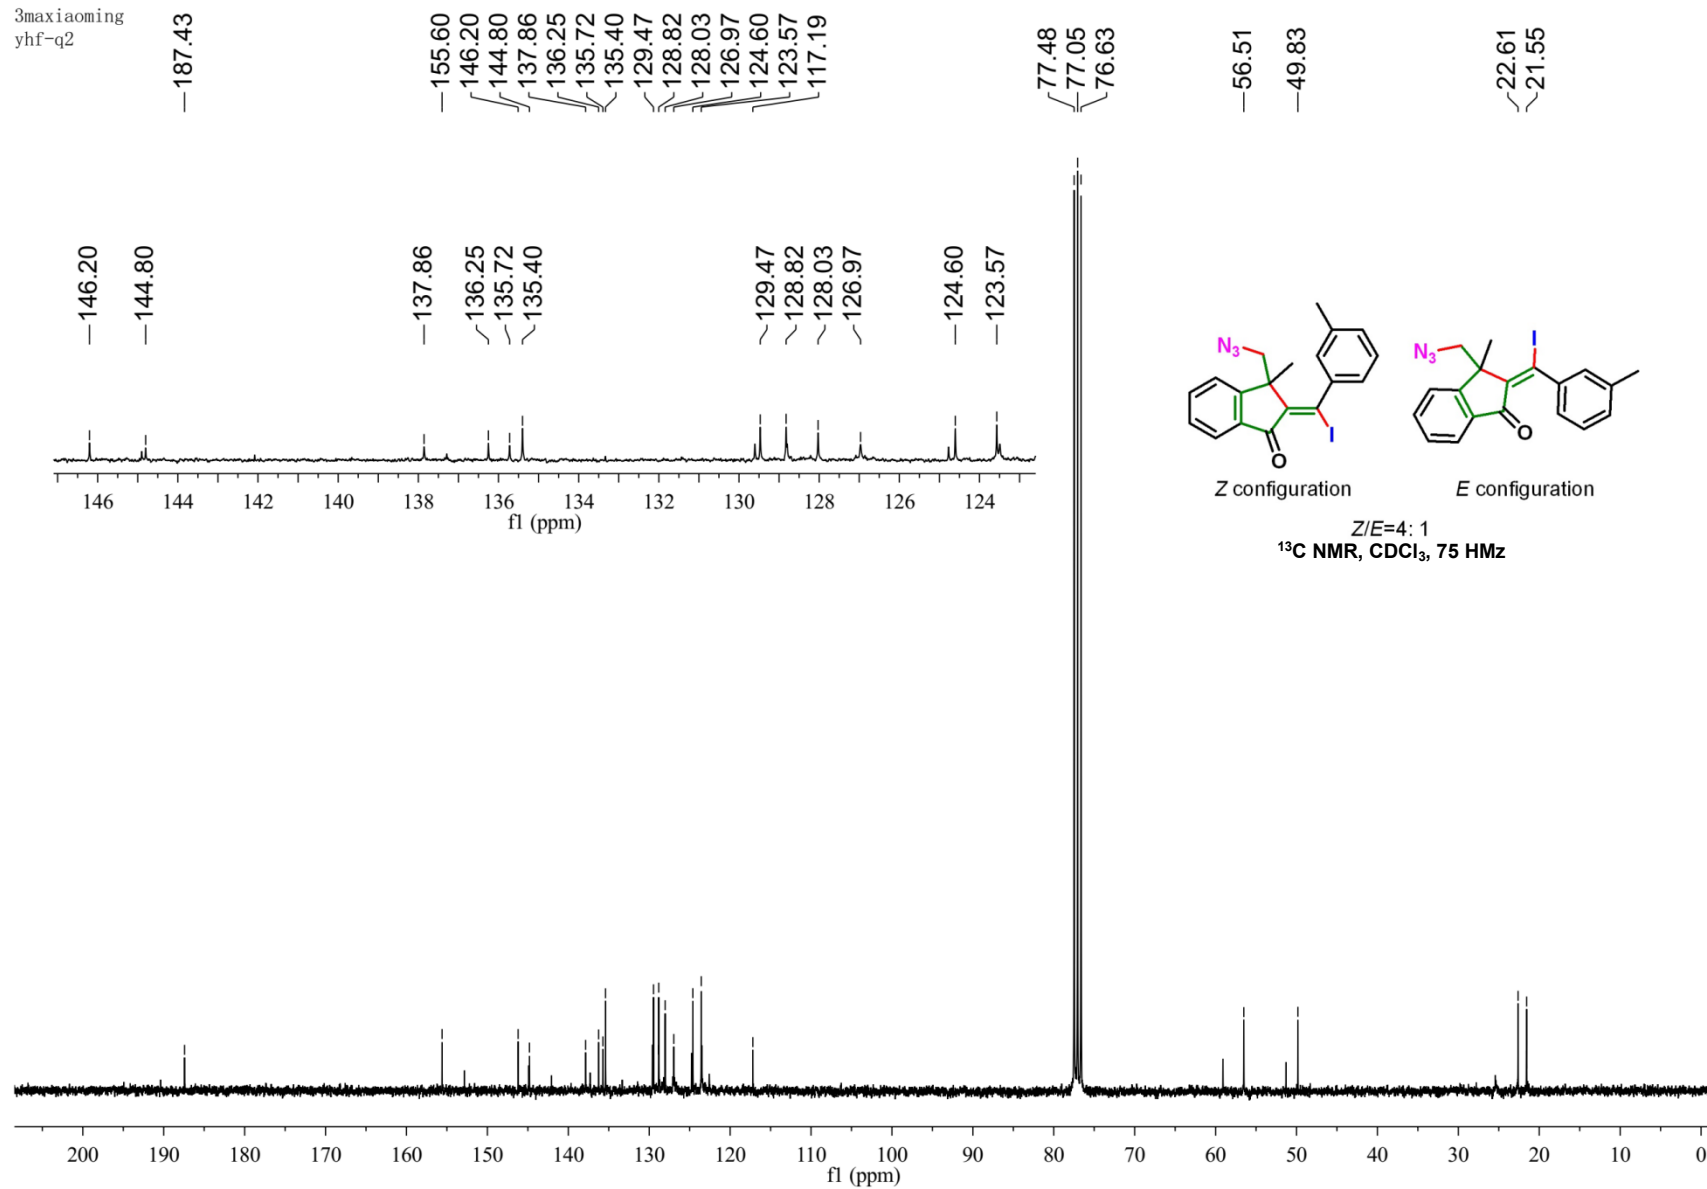 3maxiaoming
yhf-q2
187.43
155.60
146.20
144.80
137.86
136.25
135.72
135.40
129.47
128.82
128.03
126.97
124.60
123.57
117.19
77.48
77.05
76.63
56.51
49.83
22.61
21.55
146.20
144.80
137.86
136.25
135.72
135.40
129.47
128.82
128.03
126.97
124.60
123.57
146 144 142 140 138 136 134 132 130 128 126 124
f1 (ppm)
N₃
I
O
N₃
I
O
Z configuration
E configuration
Z/E=4: 1
¹³C NMR, CDCl₃, 75 HMz
200 190 180 170 160 150 140 130 120 110 100 90 80 70 60 50 40 30 20 10 0
f1 (ppm)